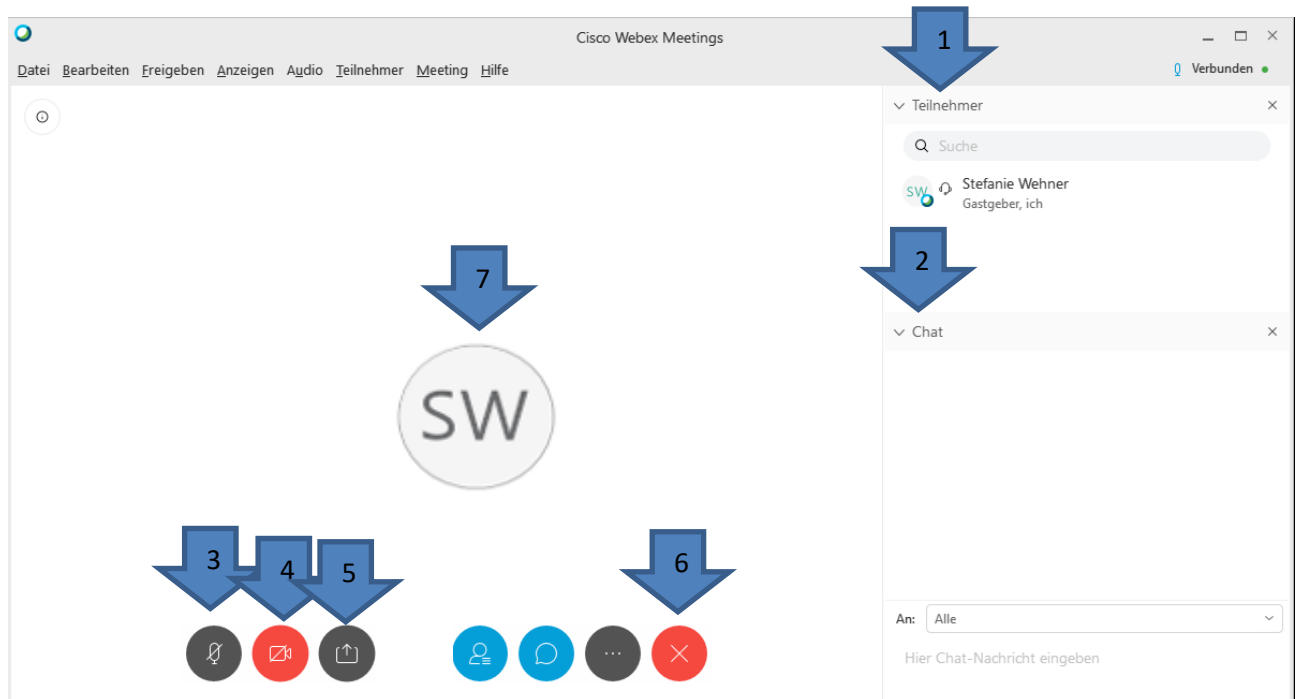 Cisco Webex Meetings
1
Datei Bearbeiten Freigeben Anzeigen Audio Teilnehmer Meeting Hilfe
Verbunden
Teilnehmer
Suche
SW
Stefanie Wehner
Gastgeber, ich
2
7
Chat
SW
3
4
5
6
An: Alle
Hier Chat-Nachricht eingeben